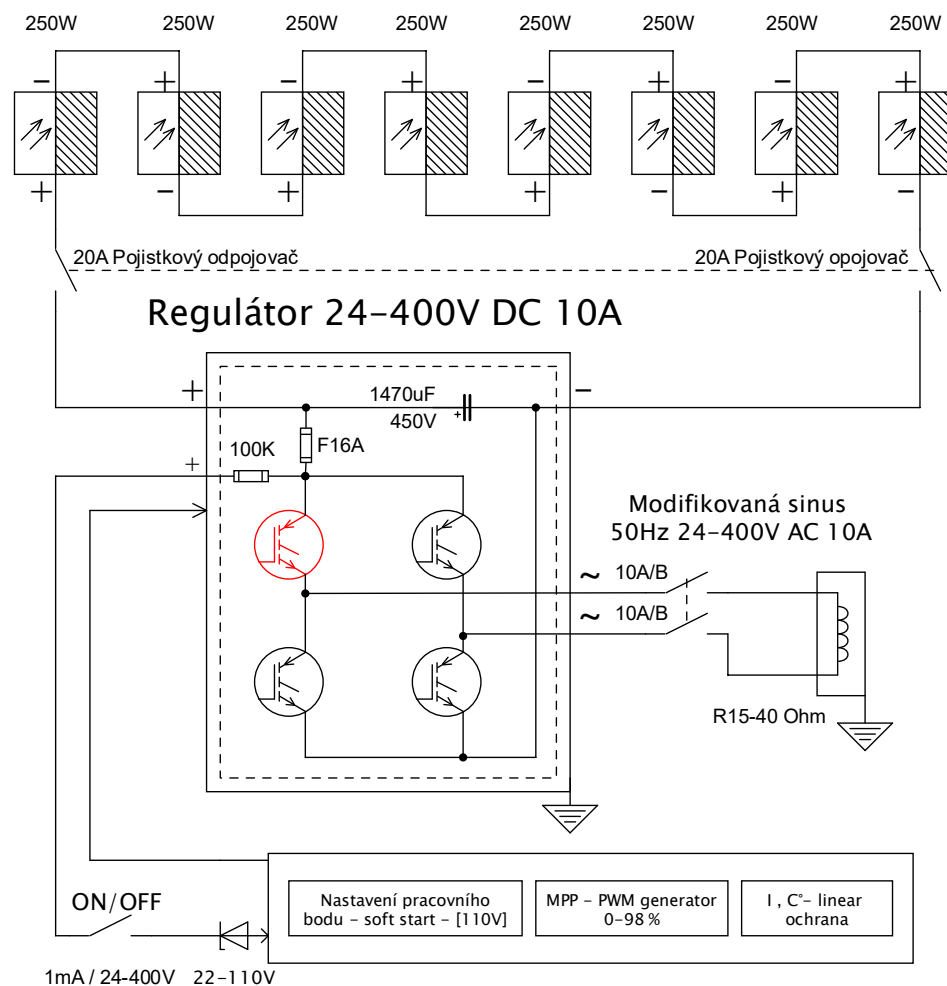 250W 250W 250W 250W 250W 250W 250W 250W
− + − + − + − +
+ − + − + − + −
20A Pojistkový odpojovač 20A Pojistkový opojovač
Regulátor 24–400V DC 10A
+ −
1470uF
450V
+
F16A
100K
+
Modifikovaná sinus
50Hz 24–400V AC 10A
~ 10A/B
~ 10A/B
R15-40 Ohm
ON/OFF
1mA / 24-400V 22–110V
Nastavení pracovního
bodu – soft start – [110V]
MPP – PWM generator
0–98 %
I , C°– linear
ochrana